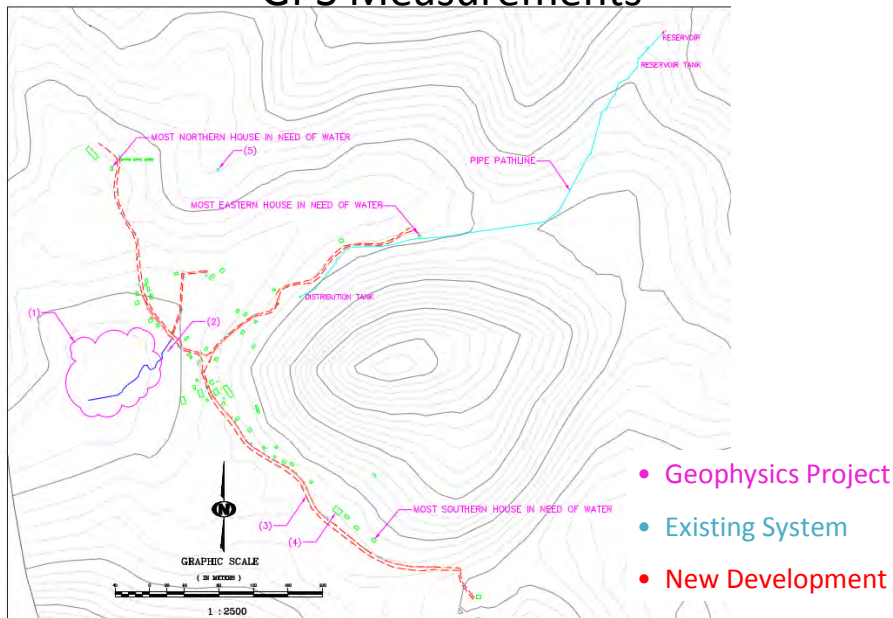 GPS Measurements
RESERVOIR
RESERVOIR TANK
MOST NORTHERN HOUSE IN NEED OF WATER
(5)
PIPE PATHLINE
MOST EASTERN HOUSE IN NEED OF WATER
DISTRIBUTION TANK
(1)
(2)
MOST SOUTHERN HOUSE IN NEED OF WATER
(3)
(4)
N
GRAPHIC SCALE
( IN METERS )
1 : 2500
• Geophysics Project
• Existing System
• New Development